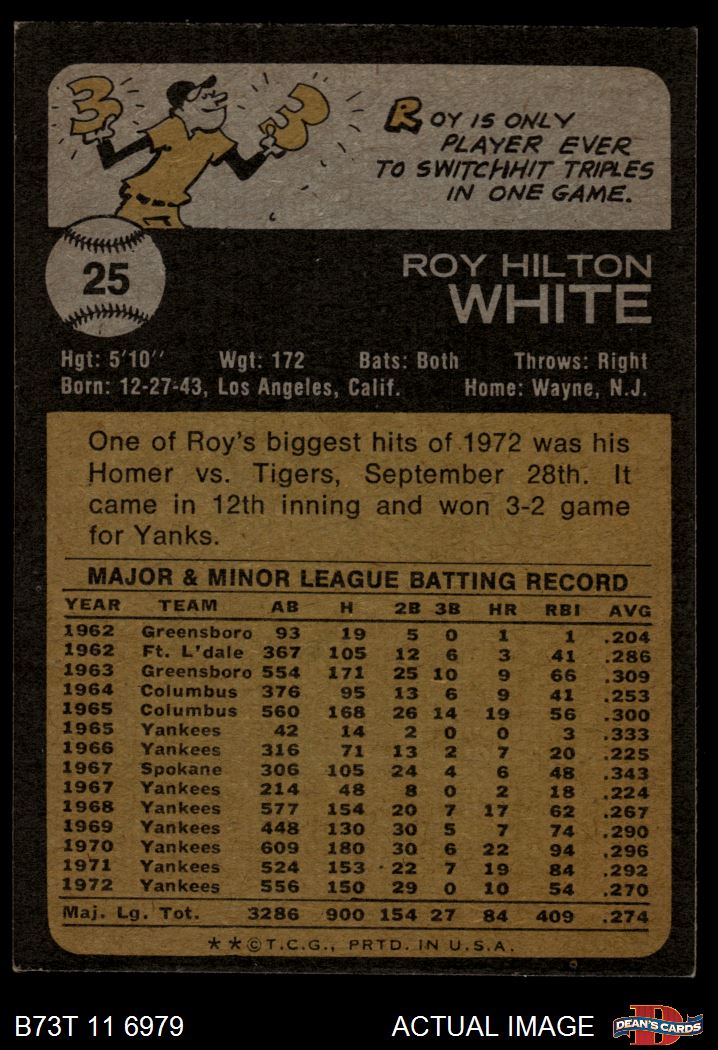 3 3
ROY IS ONLY
PLAYER EVER
TO SWITCHHIT TRIPLES
IN ONE GAME.
25
ROY HILTON
WHITE
Hgt: 5'10" Wgt: 172 Bats: Both Throws: Right
Born: 12-27-43, Los Angeles, Calif. Home: Wayne, N.J.
One of Roy's biggest hits of 1972 was his
Homer vs. Tigers, September 28th. It
came in 12th inning and won 3-2 game
for Yanks.
MAJOR & MINOR LEAGUE BATTING RECORD
YEAR TEAM AB H 2B 3B HR RBI AVG
1962 Greensboro 93 19 5 0 1 1 .204
1962 Ft. L'dale 367 105 12 6 3 41 .286
1963 Greensboro 554 171 25 10 9 66 .309
1964 Columbus 376 95 13 6 9 41 .253
1965 Columbus 560 168 26 14 19 56 .300
1965 Yankees 42 14 2 0 0 3 .333
1966 Yankees 316 71 13 2 7 20 .225
1967 Spokane 306 105 24 4 6 48 .343
1967 Yankees 214 48 8 0 2 18 .224
1968 Yankees 577 154 20 7 17 62 .267
1969 Yankees 448 130 30 5 7 74 .290
1970 Yankees 609 180 30 6 22 94 .296
1971 Yankees 524 153 22 7 19 84 .292
1972 Yankees 556 150 29 0 10 54 .270
Maj. Lg. Tot. 3286 900 154 27 84 409 .274
★★©T.C.G., PRTD. IN U.S.A.
B73T 11 6979 ACTUAL IMAGE D DEAN'S CARDS